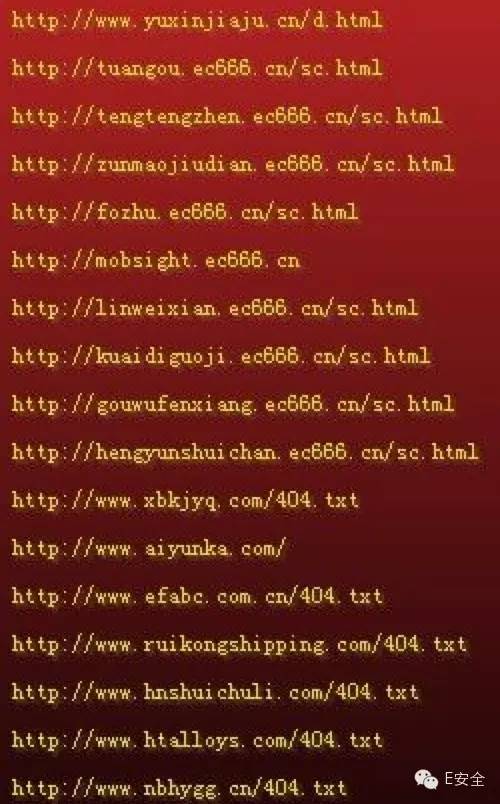 http://www.yuxinjiaju.cn/d.html
http://tuangou.ec666.cn/sc.html
http://tengtengzhen.ec666.cn/sc.html
http://zunmaojiudian.ec666.cn/sc.html
http://fozhu.ec666.cn/sc.html
http://mobsight.ec666.cn
http://linweixian.ec666.cn/sc.html
http://kuaidiguoji.ec666.cn/sc.html
http://gouwufenxiang.ec666.cn/sc.html
http://hengyunshuichan.ec666.cn/sc.html
http://www.xbkjyq.com/404.txt
http://www.aiyunka.com/
http://www.efabc.com.cn/404.txt
http://www.ruikongshipping.com/404.txt
http://www.hnshuichuli.com/404.txt
http://www.htalloys.com/404.txt
http://www.nbhygg.cn/404.txt
E安全